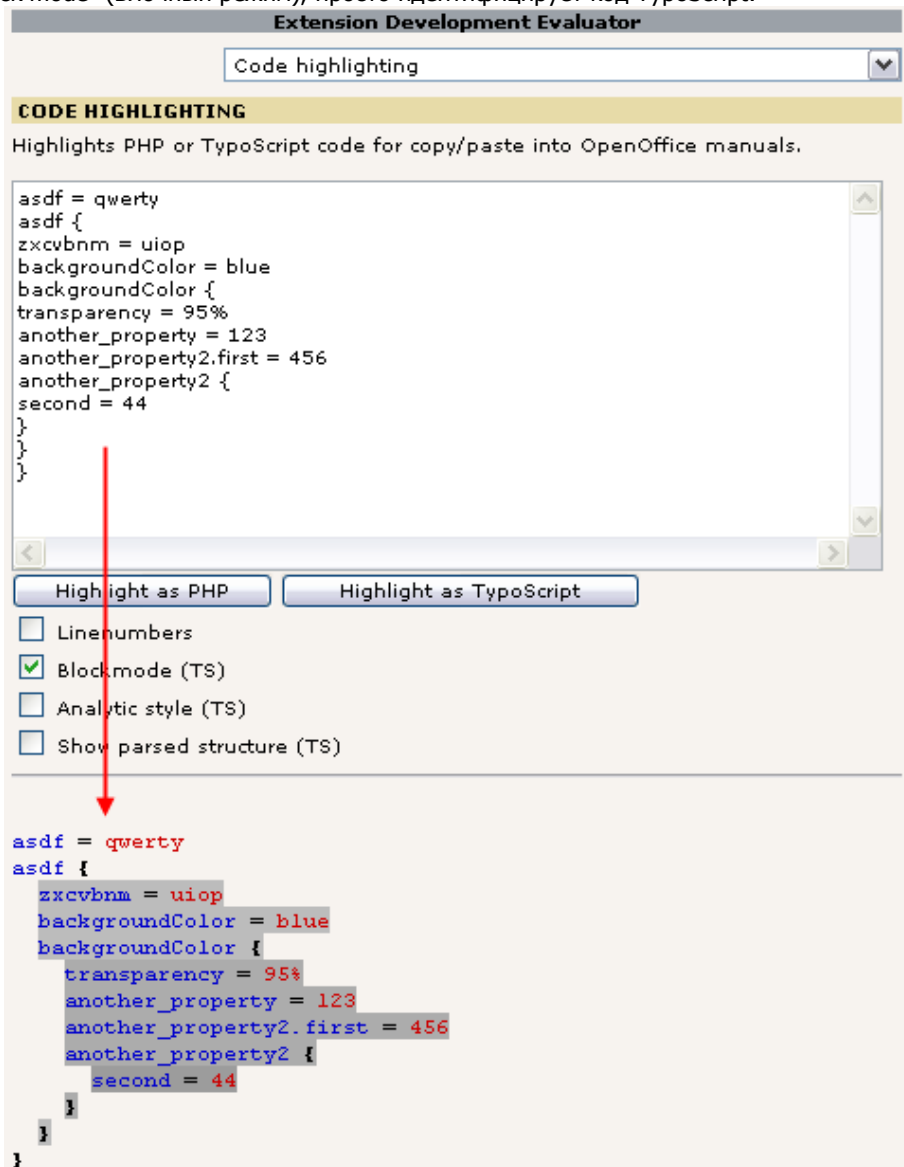 Extension Development Evaluator
Code highlighting
CODE HIGHLIGHTING
Highlights PHP or TypoScript code for copy/paste into OpenOffice manuals.
asdf = qwerty
asdf {
zxcvbnm = uiop
backgroundColor = blue
backgroundColor {
transparency = 95%
another_property = 123
another_property2.first = 456
another_property2 {
second = 44
}
}
}
Highlight as PHP Highlight as TypoScript
Linenumbers
Blockmode (TS)
Analytic style (TS)
Show parsed structure (TS)
asdf = qwerty
asdf {
zxcvbnm = uiop
backgroundColor = blue
backgroundColor {
transparency = 95%
another_property = 123
another_property2.first = 456
another_property2 {
second = 44
}
}
}